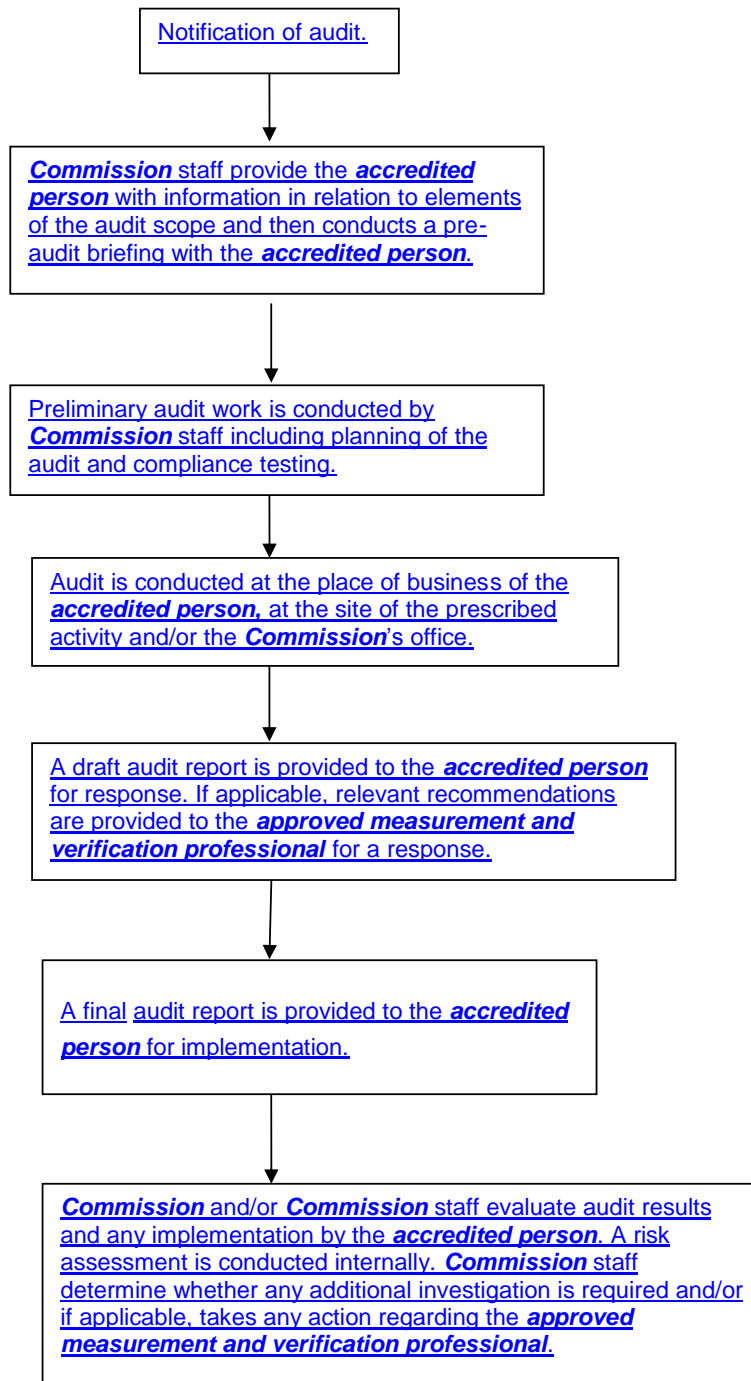 Notification of audit.
Commission staff provide the accredited
person with information in relation to elements
of the audit scope and then conducts a pre-
audit briefing with the accredited person.
Preliminary audit work is conducted by
Commission staff including planning of the
audit and compliance testing.
Audit is conducted at the place of business of the
accredited person, at the site of the prescribed
activity and/or the Commission's office.
A draft audit report is provided to the accredited person
for response. If applicable, relevant recommendations
are provided to the approved measurement and
verification professional for a response.
A final audit report is provided to the accredited
person for implementation.
Commission and/or Commission staff evaluate audit results
and any implementation by the accredited person. A risk
assessment is conducted internally. Commission staff
determine whether any additional investigation is required and/or
if applicable, takes any action regarding the approved
measurement and verification professional.